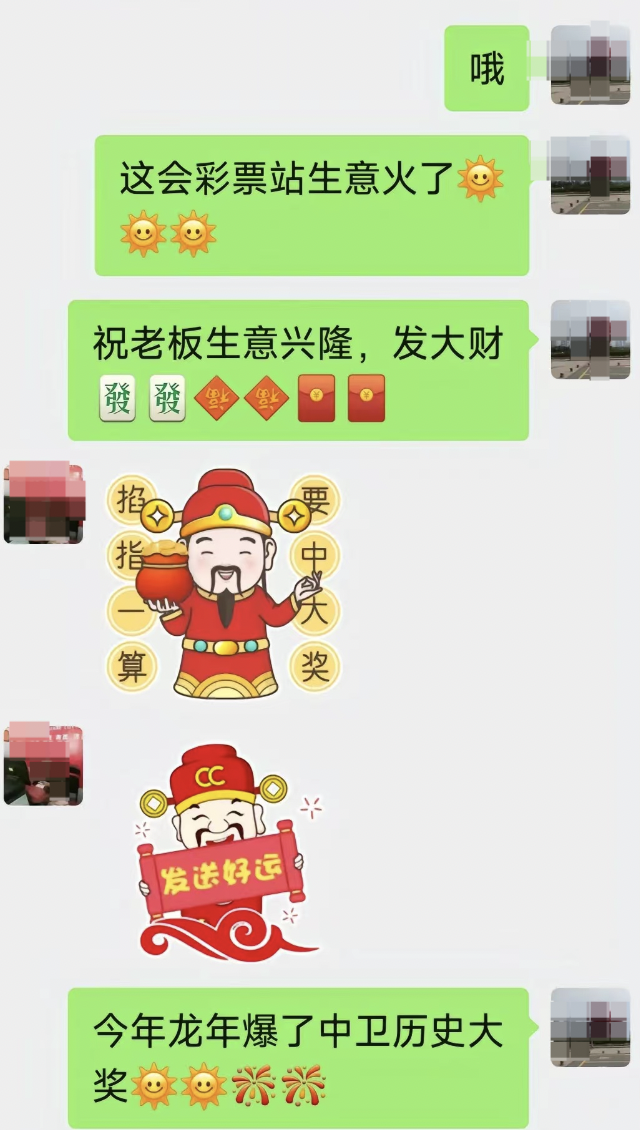 哦
这会彩票站生意火了
祝老板生意兴隆，发大财
發 發 福 福
掐指一算
要中大奖
CC
发送好运
今年龙年爆了中卫历史大
奖